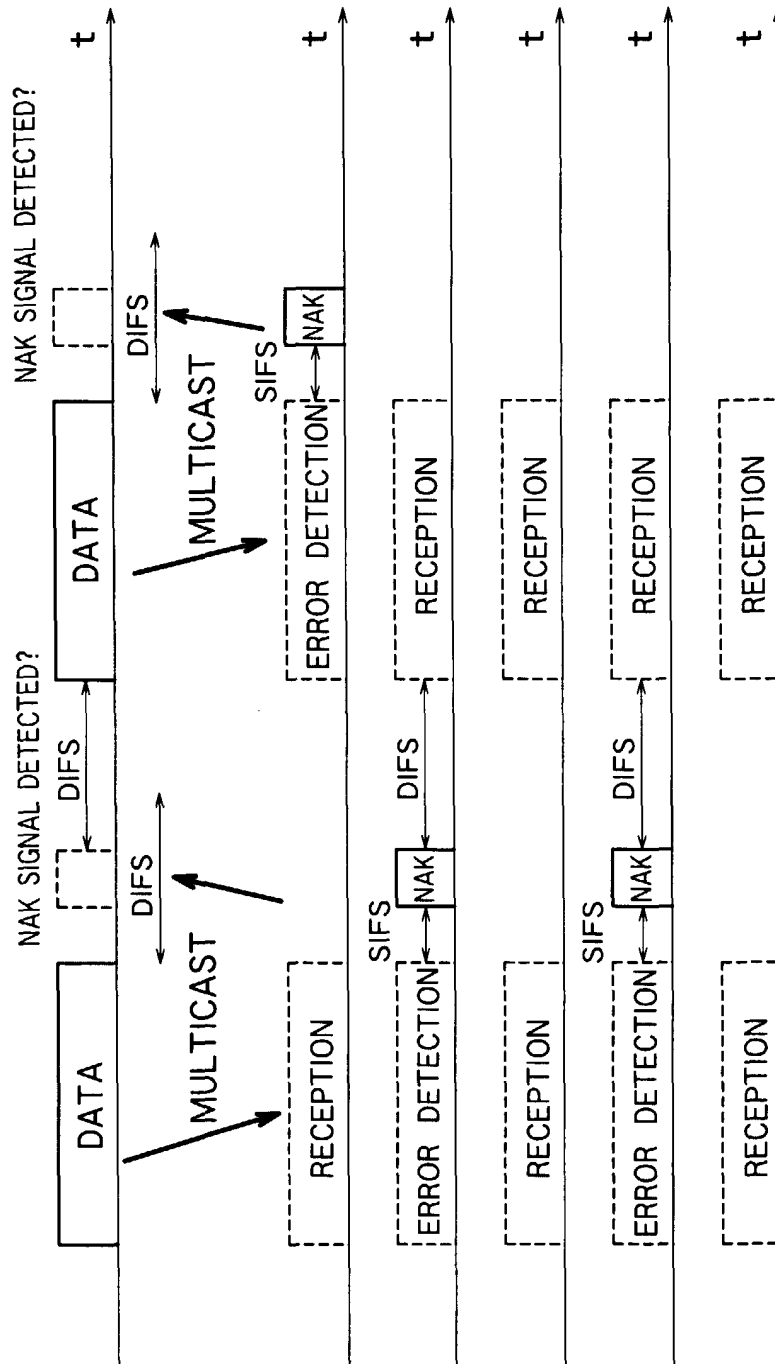 NAK SIGNAL DETECTED? NAK SIGNAL DETECTED?
DATA DIFS DATA t
DIFS DIFS
MULTICAST MULTICAST
SIFS
RECEPTION ERROR DETECTION NAK t
SIFS
ERROR DETECTION NAK DIFS RECEPTION t
RECEPTION RECEPTION t
SIFS
ERROR DETECTION NAK DIFS RECEPTION t
RECEPTION RECEPTION t